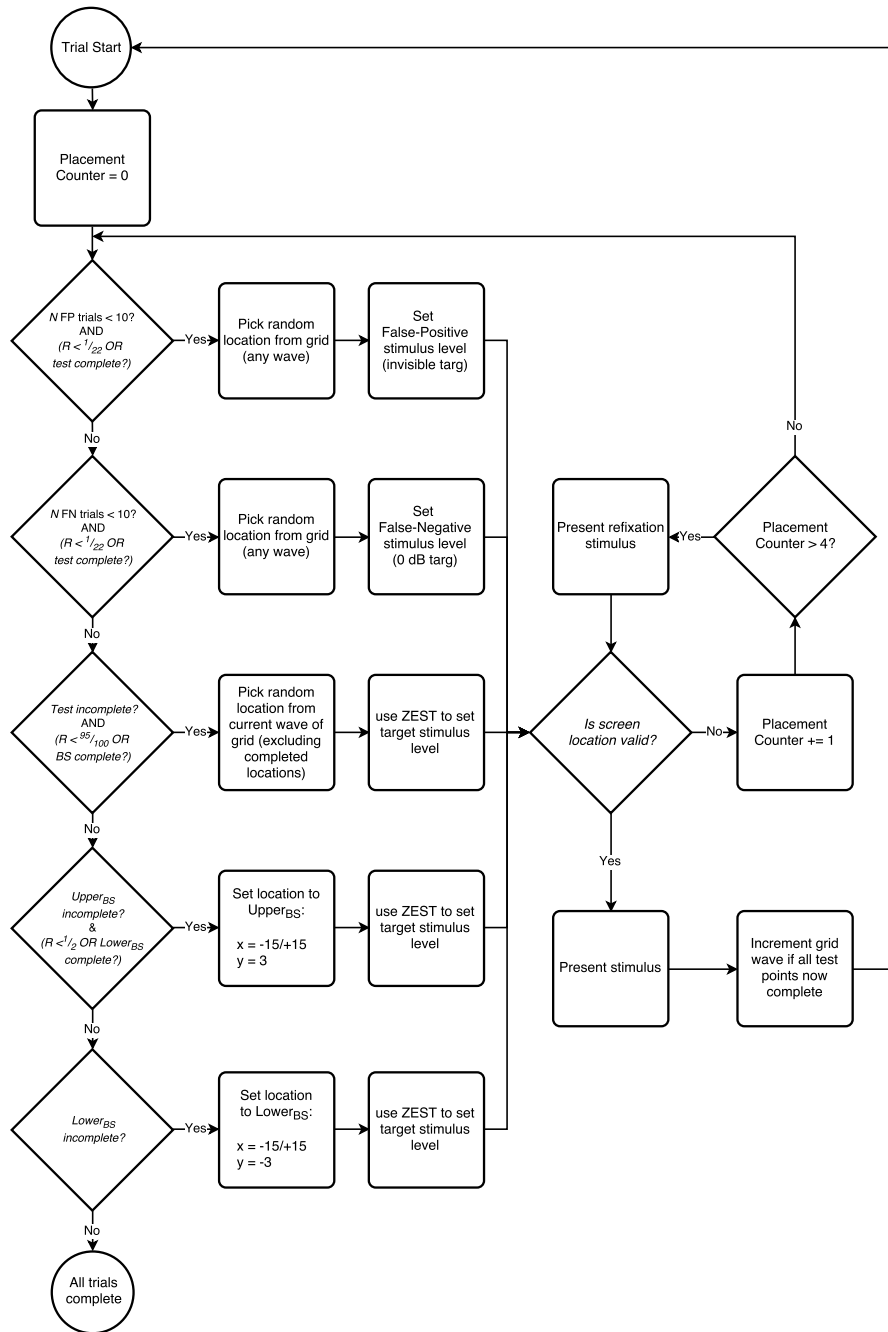 Trial Start
Placement
Counter = 0
N FP trials < 10?
AND
(R < 1/22 OR
test complete?)
Yes
Pick random
location from grid
(any wave)
Set
False-Positive
stimulus level
(invisible targ)
No
N FN trials < 10?
AND
(R < 1/22 OR
test complete?)
Yes
Pick random
location from grid
(any wave)
Set
False-Negative
stimulus level
(0 dB targ)
No
Test incomplete?
AND
(R < 95/100 OR
BS complete?)
Yes
Pick random
location from
current wave of
grid (excluding
completed
locations)
use ZEST to set
target stimulus
level
No
UpperBS
incomplete?
&
(R <1/2 OR LowerBS
complete?)
Yes
Set location to
UpperBS:
x = -15/+15
y = 3
use ZEST to set
target stimulus
level
No
LowerBS
incomplete?
Yes
Set location
to LowerBS:
x = -15/+15
y = -3
use ZEST to set
target stimulus
level
No
All trials
complete
Is screen
location valid?
No
Placement
Counter += 1
Placement
Counter > 4?
No
Yes
Present refixation
stimulus
Yes
Present stimulus
Increment grid
wave if all test
points now
complete